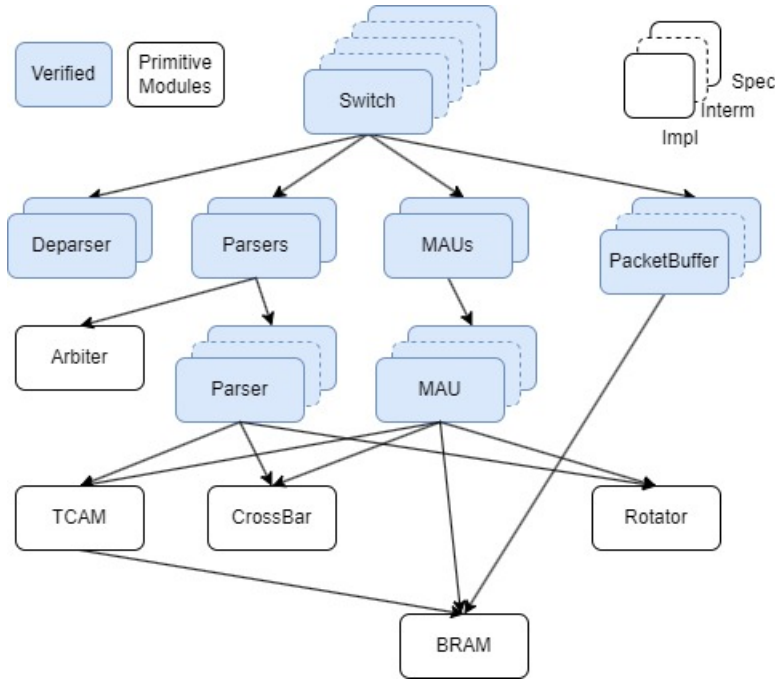 Verified
Primitive
Modules
Switch
Spec
Interm
Impl
Deparser
Parsers
MAUs
PacketBuffer
Arbiter
Parser
MAU
TCAM
CrossBar
Rotator
BRAM